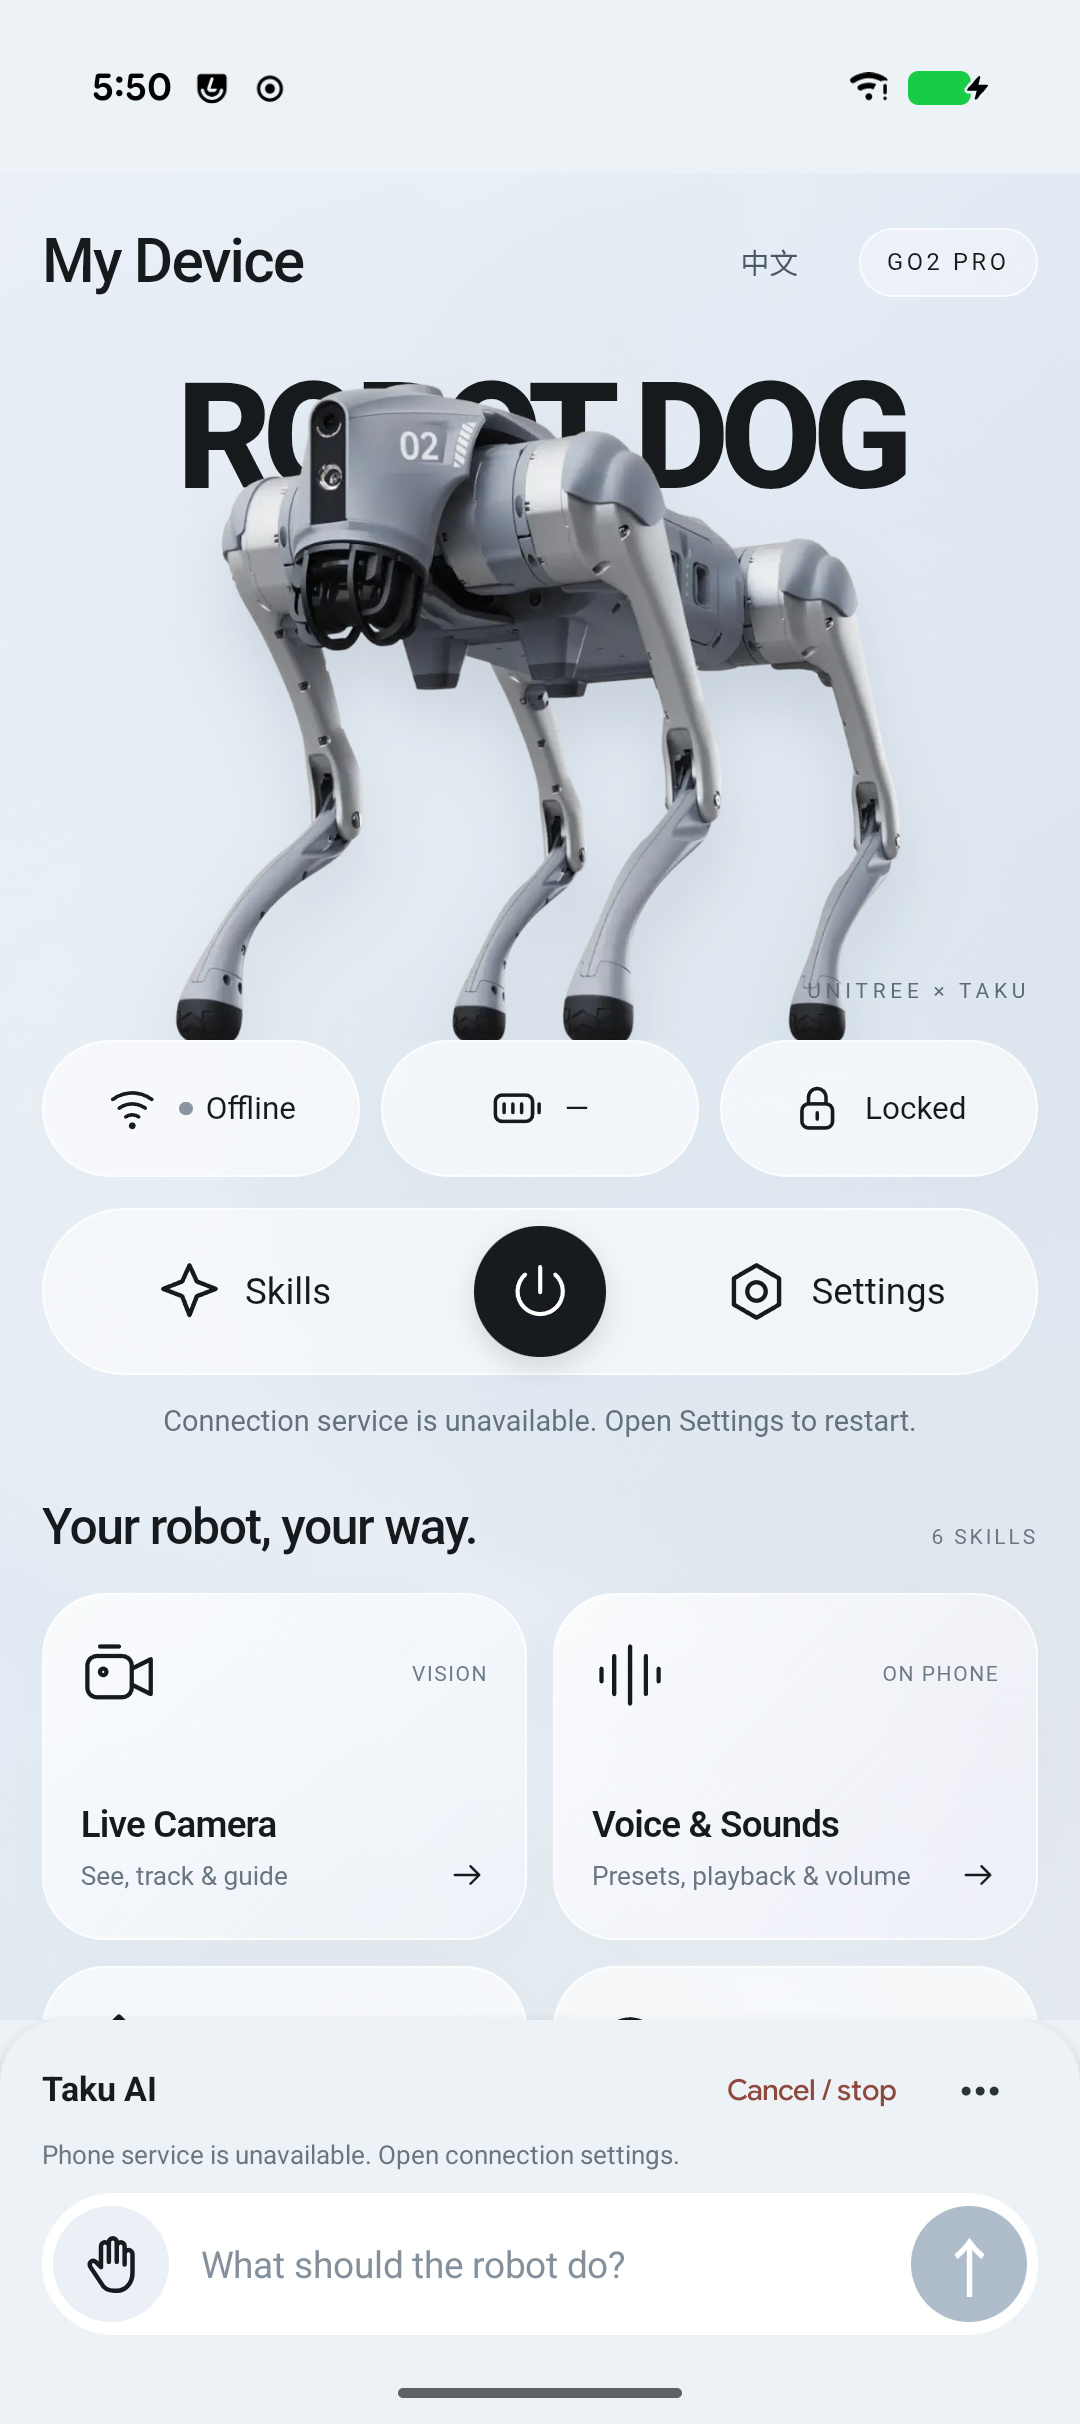 5:50
My Device
中文
GO2 PRO
ROBOT DOG
02
UNITREE × TAKU
Offline
—
Locked
Skills
Settings
Connection service is unavailable. Open Settings to restart.
Your robot, your way.
6 SKILLS
VISION
ON PHONE
Live Camera
Voice & Sounds
See, track & guide
Presets, playback & volume
Taku AI
Cancel / stop
Phone service is unavailable. Open connection settings.
What should the robot do?